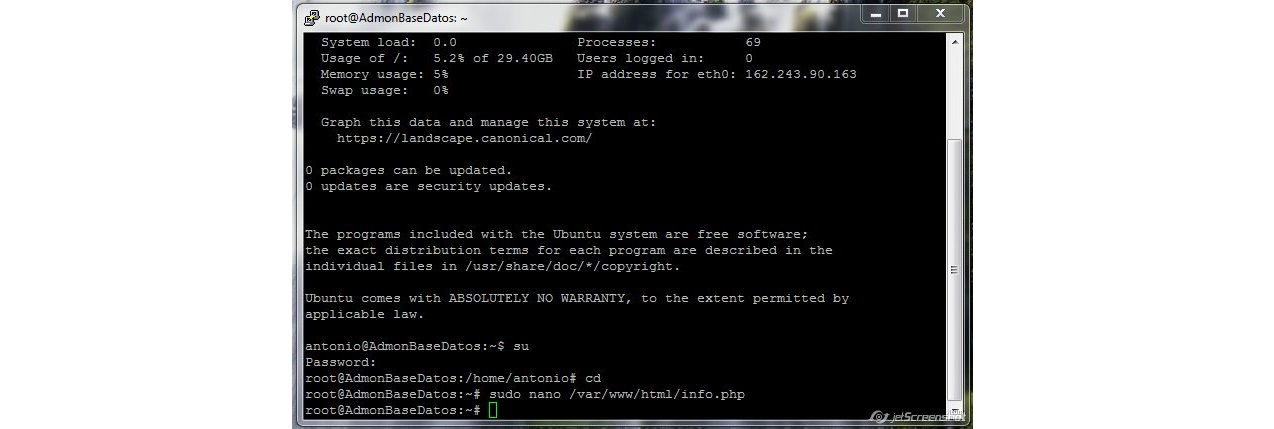 root@AdmonBaseDatos: ~
System load: 0.0 Processes: 69
Usage of /: 5.2% of 29.40GB Users logged in: 0
Memory usage: 5% IP address for eth0: 162.243.90.163
Swap usage: 0%
Graph this data and manage this system at:
https://landscape.canonical.com/
0 packages can be updated.
0 updates are security updates.
The programs included with the Ubuntu system are free software;
the exact distribution terms for each program are described in the
individual files in /usr/share/doc/*/copyright.
Ubuntu comes with ABSOLUTELY NO WARRANTY, to the extent permitted by
applicable law.
antonio@AdmonBaseDatos:~$ su
Password:
root@AdmonBaseDatos:/home/antonio# cd
root@AdmonBaseDatos:~# sudo nano /var/www/html/info.php
root@AdmonBaseDatos:~#